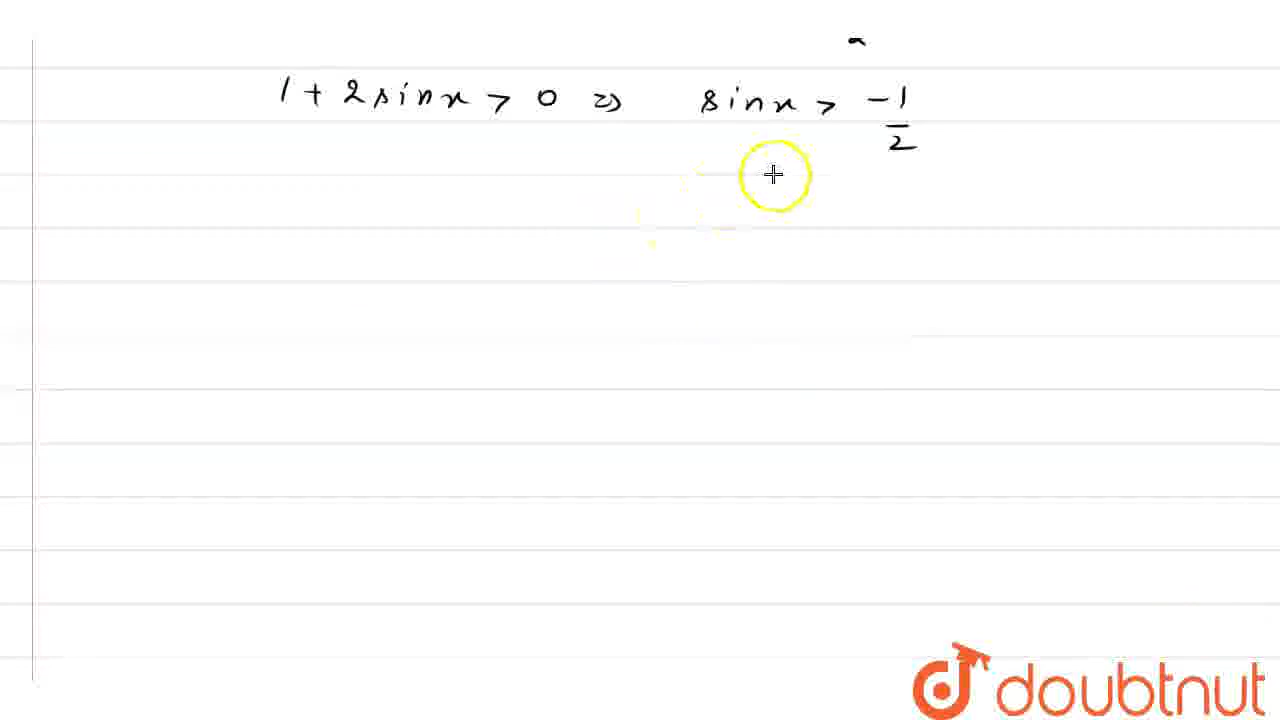 1 + 2 sin x > 0 ⇒ sin x > -1/2
doubtnut